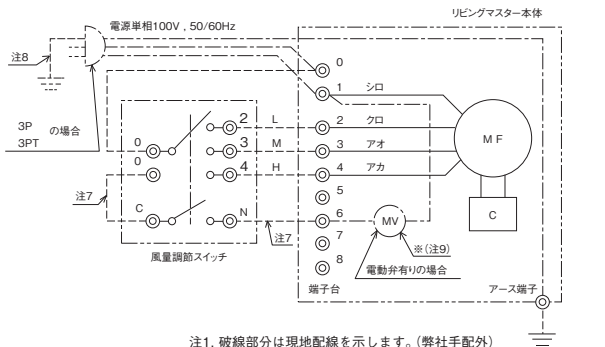 リビングマスター本体
電源単相100V , 50/60Hz
注8
3P の場合
3PT
0
1 シロ
2 L 2 クロ
3 M 3 アオ
4 H 4 アカ
0
0
5
注7
C
N
注7
6
7
8
MF
C
MV
※(注9)
電動弁有りの場合
風量調節スイッチ
端子台
アース端子
注1. 破線部分は現地配線を示します。(弊社手配外)